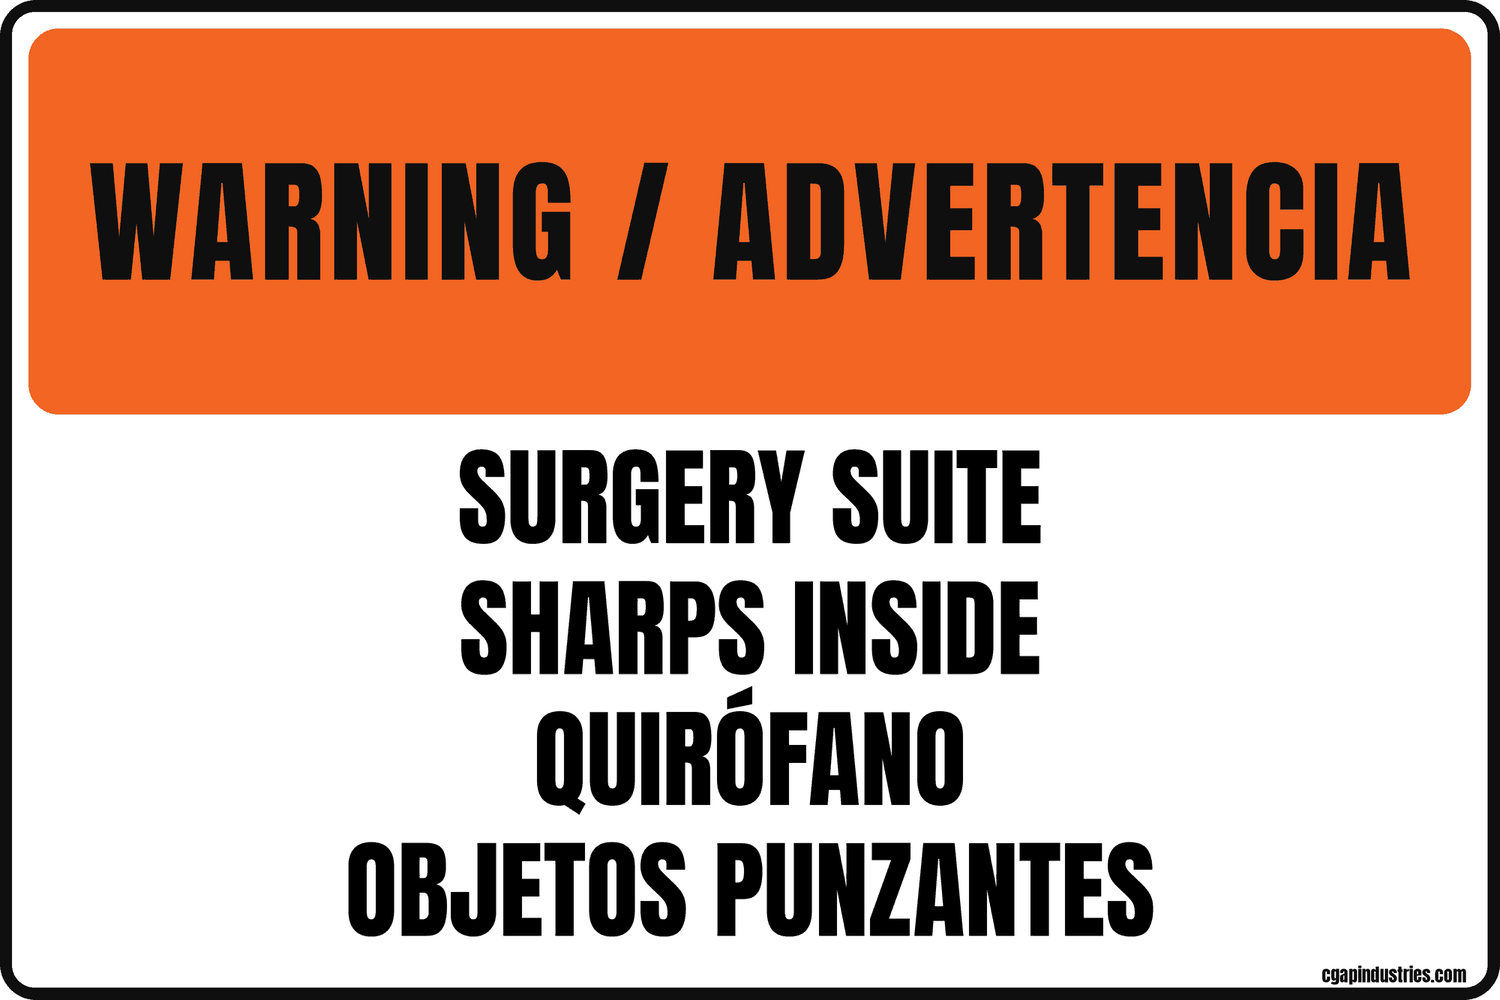 WARNING / ADVERTENCIA
SURGERY SUITE
SHARPS INSIDE
QUIRÓFANO
OBJETOS PUNZANTES
cgapindustries.com